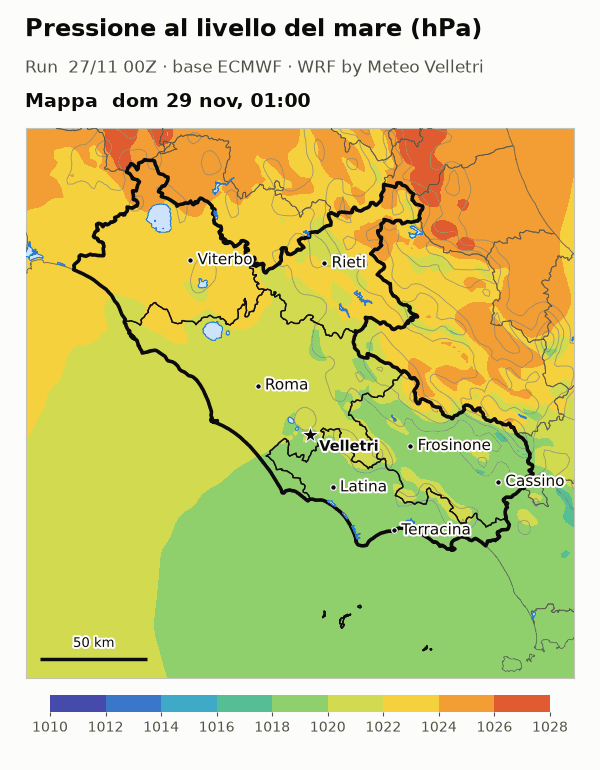 Pressione al livello del mare (hPa)
Run  27/11 00Z · base ECMWF · WRF by Meteo Velletri
Mappa  dom 29 nov, 01:00
Viterbo
Rieti
Roma
Velletri
Frosinone
Latina
Cassino
Terracina
50 km
1010 1012 1014 1016 1018 1020 1022 1024 1026 1028